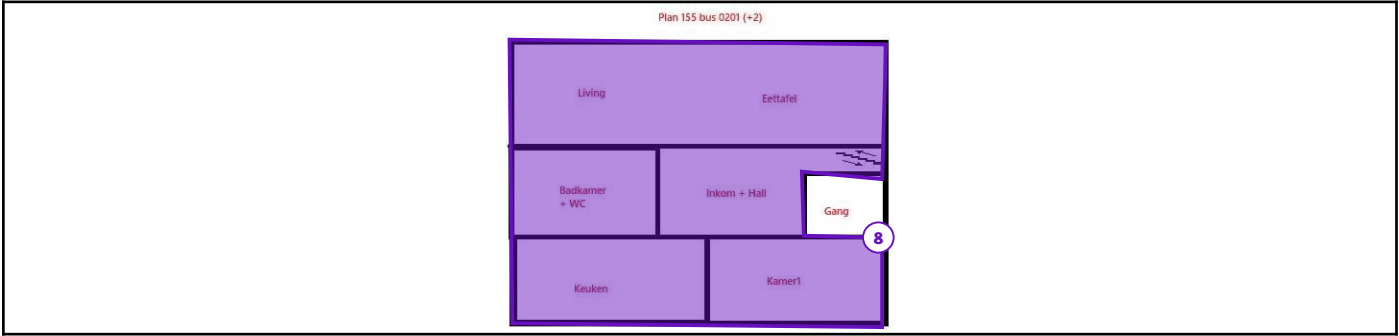 Plan 155 bus 0201 (+2)
Living
Eettafel
Badkamer
+ WC
Inkom + Hall
Gang
8
Keuken
Kamer1